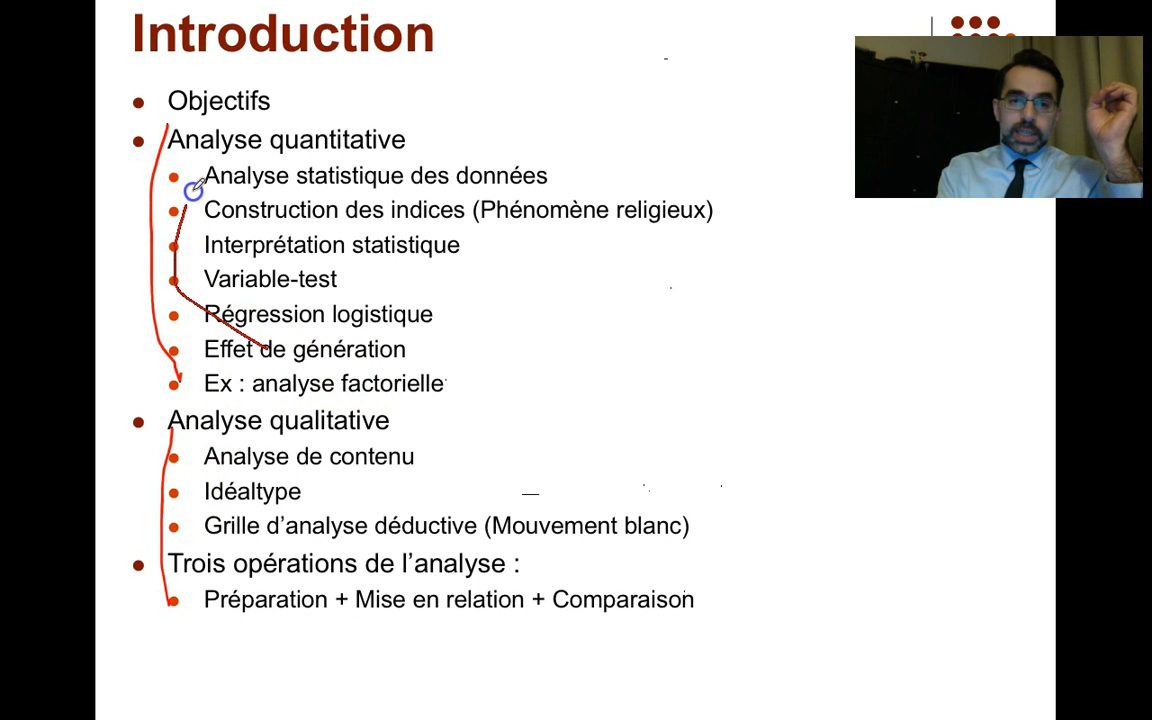 Introduction
Objectifs
Analyse quantitative
Analyse statistique des données
Construction des indices (Phénomène religieux)
Interprétation statistique
Variable-test
Régression logistique
Effet de génération
Ex : analyse factorielle
Analyse qualitative
Analyse de contenu
Idéaltype
Grille d’analyse déductive (Mouvement blanc)
Trois opérations de l’analyse :
Préparation + Mise en relation + Comparaison